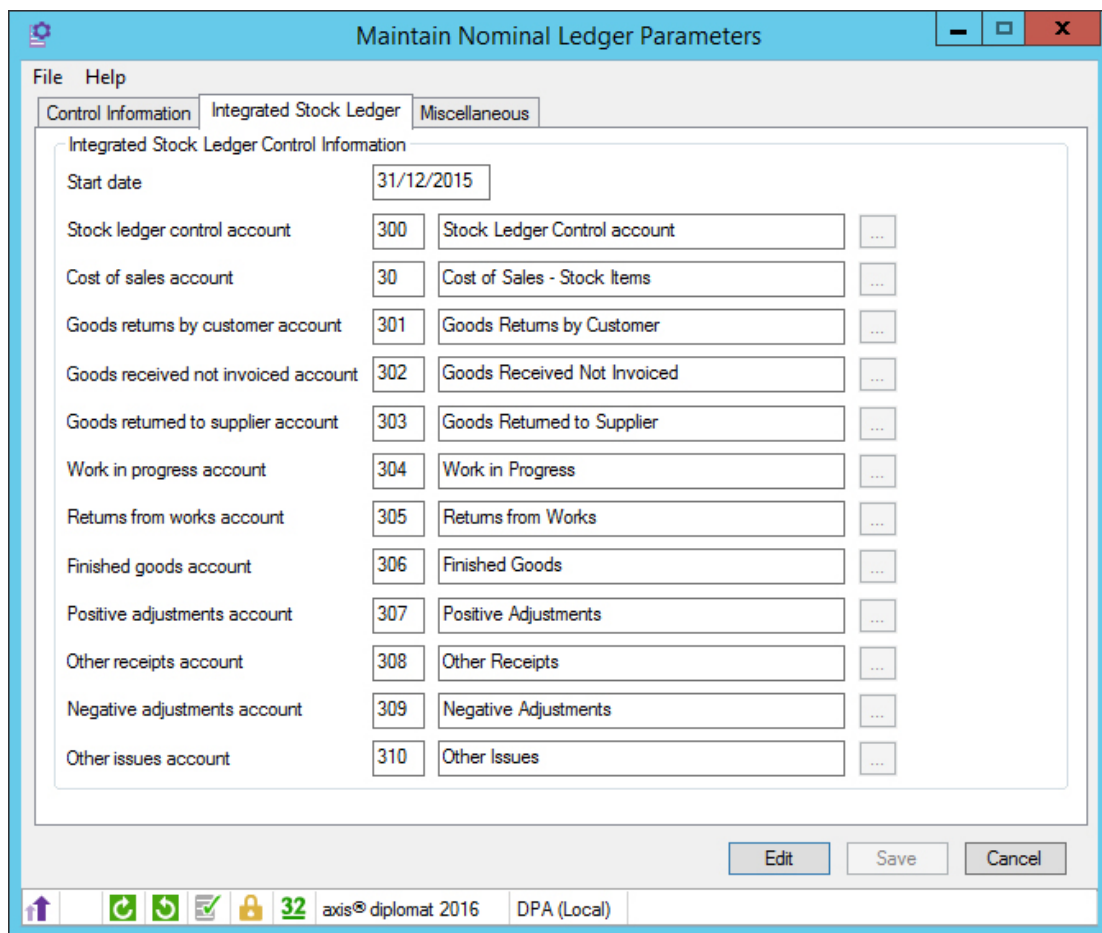 Maintain Nominal Ledger Parameters
File Help
Control Information Integrated Stock Ledger Miscellaneous
Integrated Stock Ledger Control Information
Start date 31/12/2015
Stock ledger control account 300 Stock Ledger Control account ...
Cost of sales account 30 Cost of Sales - Stock Items ...
Goods returns by customer account 301 Goods Returns by Customer ...
Goods received not invoiced account 302 Goods Received Not Invoiced ...
Goods returned to supplier account 303 Goods Returned to Supplier ...
Work in progress account 304 Work in Progress ...
Returns from works account 305 Returns from Works ...
Finished goods account 306 Finished Goods ...
Positive adjustments account 307 Positive Adjustments ...
Other receipts account 308 Other Receipts ...
Negative adjustments account 309 Negative Adjustments ...
Other issues account 310 Other Issues ...
Edit Save Cancel
32 axis® diplomat 2016 DPA (Local)